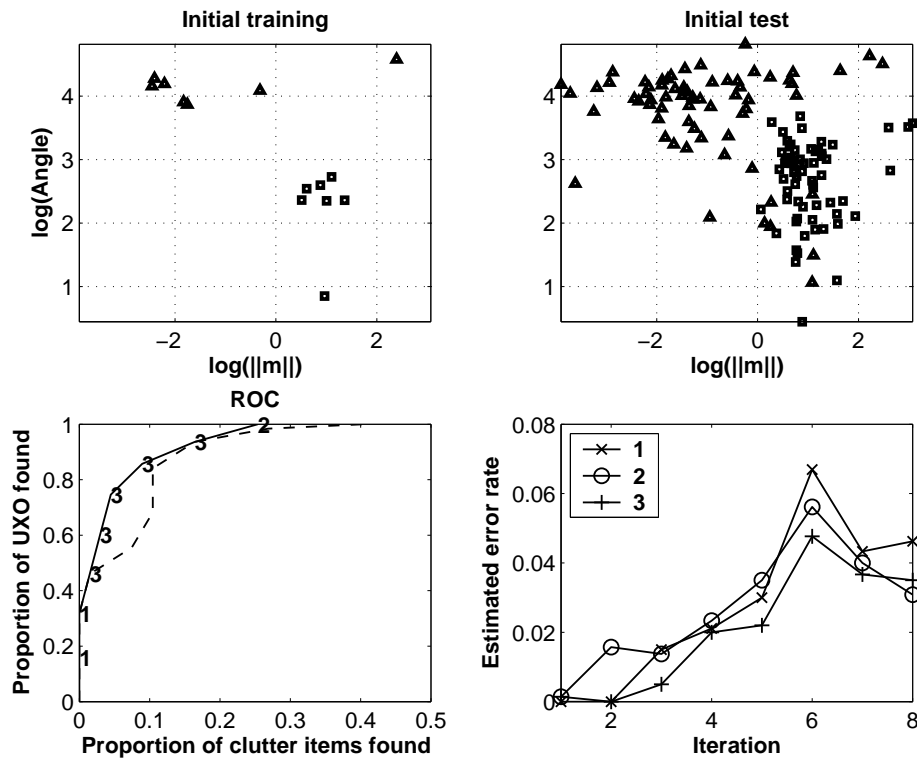 Initial training
log(Angle)
4
3
2
1
−2 0 2
log(||m||)
Initial test
4
3
2
1
−2 0 2
log(||m||)
ROC
Proportion of UXO found
1
0.8
0.6
0.4
0.2
0
2
3
3
3
3
3
1
1
0 0.1 0.2 0.3 0.4 0.5
Proportion of clutter items found
Estimated error rate
0.08
0.06
0.04
0.02
0
1
2
3
2 4 6 8
Iteration